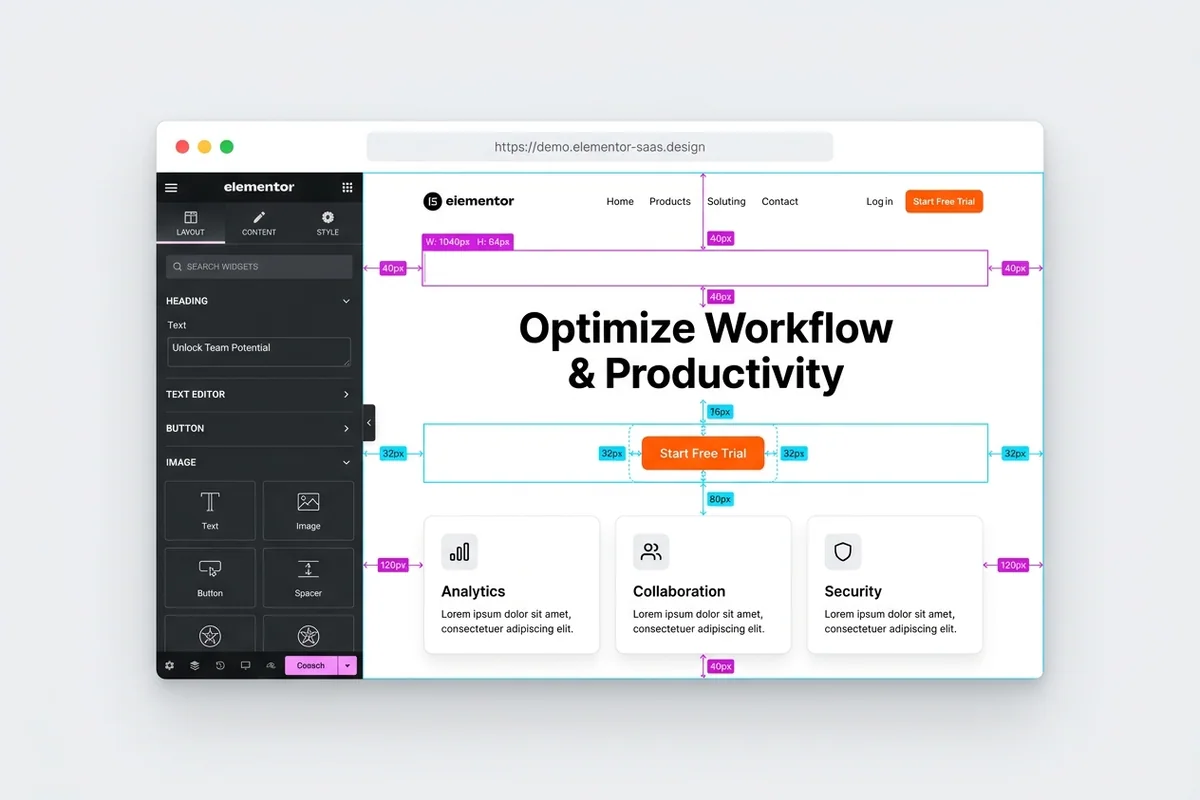 https://demo.elementor-saas.design
elementor
LAYOUT
CONTENT
STYLE
SEARCH WIDGETS
HEADING
Text
Unlock Team Potential
TEXT EDITOR
BUTTON
IMAGE
Text
Image
Button
Spacer
Coosch
elementor
Home
Products
Soluting
Contact
Log in
Start Free Trial
40px
W: 1040px H: 64px
40px
40px
40px
Optimize Workflow
& Productivity
16px
32px
32px
Start Free Trial
32px
32px
80px
120px
120px
Analytics
Lorem ipsum dolor sit amet,
consectetuer adipiscing elit.
Collaboration
Lorem ipsum dolor sit amet,
consectetuer adipiscing elit.
Security
Lorem ipsum dolor sit amet,
consectetuer adipiscing elit.
40px